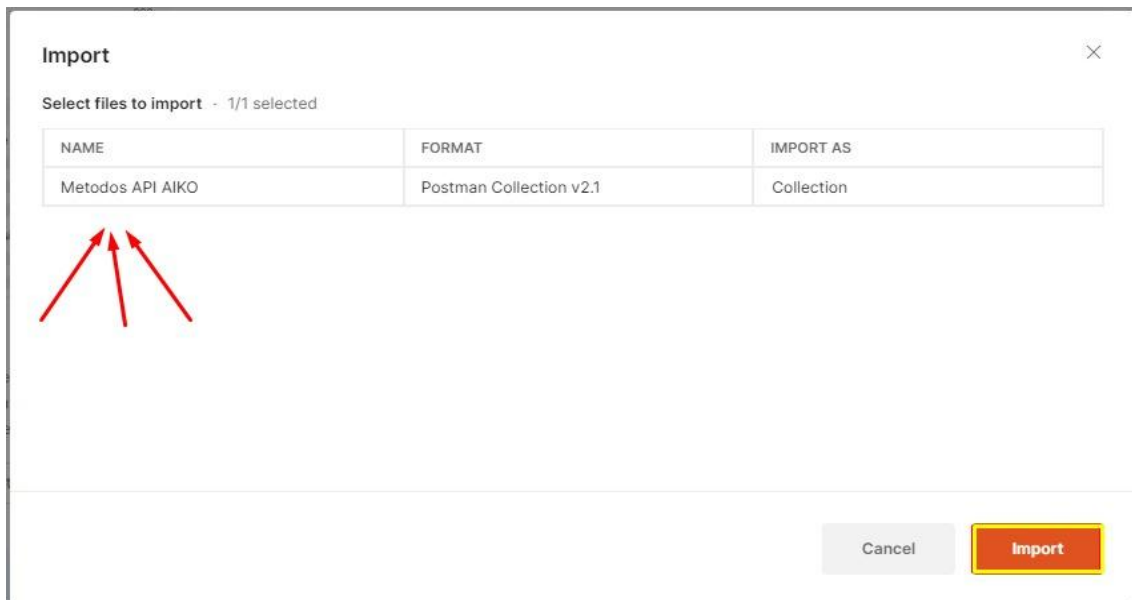 Import
Select files to import - 1/1 selected
NAME FORMAT IMPORT AS
Metodos API AIKO Postman Collection v2.1 Collection
Cancel Import